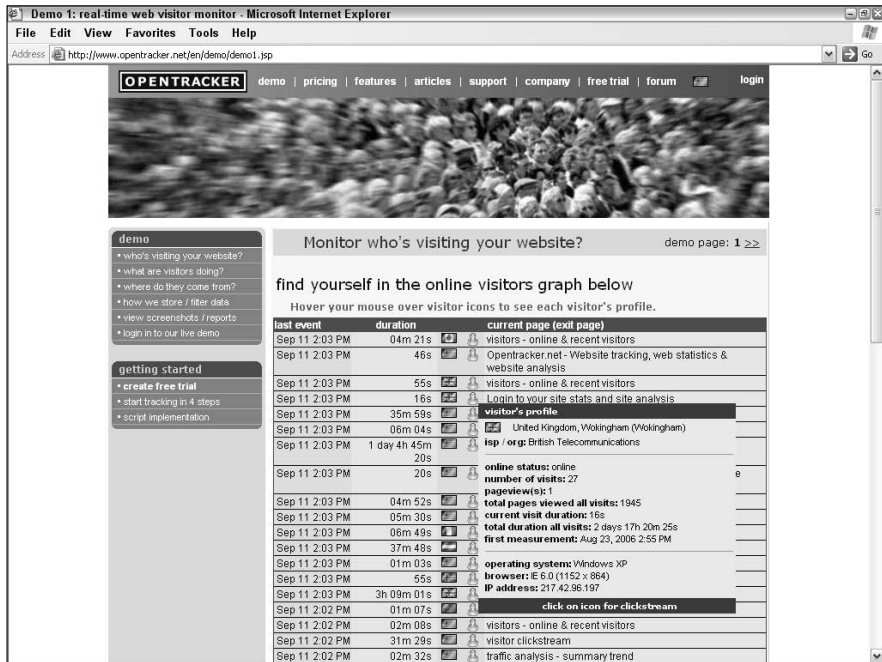 Demo 1: real-time web visitor monitor - Microsoft Internet Explorer
File Edit View Favorites Tools Help
Address http://www.opentracker.net/en/demo/demo1.jsp Go
OPENTRACKER demo | pricing | features | articles | support | company | free trial | forum login
demo
• who's visiting your website?
• what are visitors doing?
• where do they come from?
• how we store / filter data
• view screenshots / reports
• login in to our live demo
getting started
• create free trial
• start tracking in 4 steps
• script implementation
Monitor who's visiting your website? demo page: 1 >>
find yourself in the online visitors graph below
Hover your mouse over visitor icons to see each visitor's profile.
last event duration current page (exit page)
Sep 11 2:03 PM 04m 21s visitors - online & recent visitors
Sep 11 2:03 PM 46s Opentracker.net - Website tracking, web statistics &
website analysis
Sep 11 2:03 PM 55s visitors - online & recent visitors
Sep 11 2:03 PM 16s Login to your site stats and site analysis
Sep 11 2:03 PM 35m 59s
Sep 11 2:03 PM 06m 04s
Sep 11 2:03 PM 1 day 4h 45m
20s
Sep 11 2:03 PM 20s e
Sep 11 2:03 PM 04m 52s
Sep 11 2:03 PM 05m 30s
Sep 11 2:03 PM 06m 49s
Sep 11 2:03 PM 37m 48s
Sep 11 2:03 PM 01m 03s
Sep 11 2:03 PM 55s
Sep 11 2:03 PM 3h 09m 01s
Sep 11 2:02 PM 01m 07s
Sep 11 2:02 PM 02m 08s visitors - online & recent visitors
Sep 11 2:02 PM 31m 29s visitor clickstream
Sep 11 2:02 PM 02m 32s traffic analysis - summary trend
visitor's profile
United Kingdom, Wokingham (Wokingham)
isp / org: British Telecommunications
online status: online
number of visits: 27
pageview(s): 1
total pages viewed all visits: 1945
current visit duration: 16s
total duration all visits: 2 days 17h 20m 25s
first measurement: Aug 23, 2006 2:55 PM
operating system: Windows XP
browser: IE 6.0 (1152 x 864)
IP address: 217.42.96.197
click on icon for clickstream